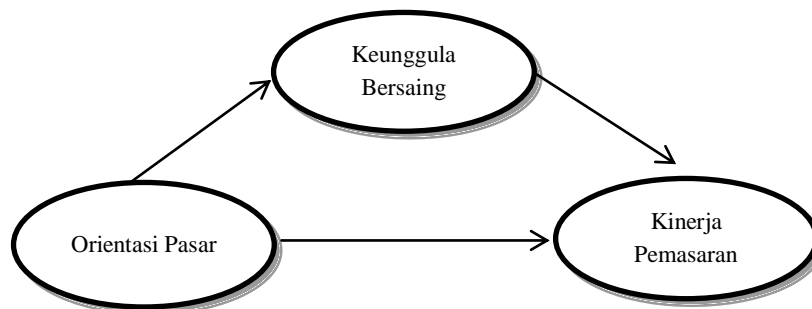 Keunggula
Bersaing
Orientasi Pasar
Kinerja
Pemasaran